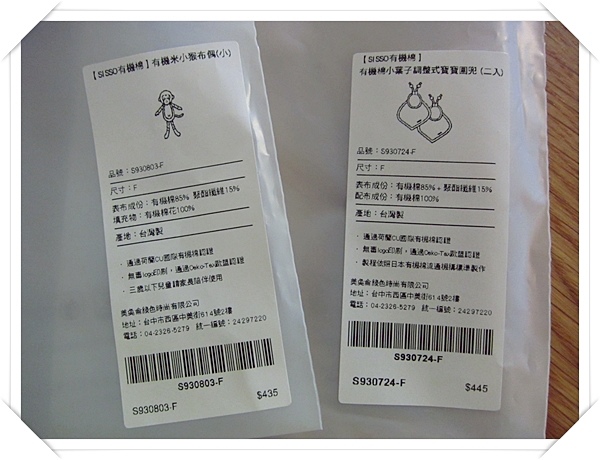 【SISSO有機棉】有機米小猴布偶(小)
品號：S930803-F
尺寸：F
表布成份：有機棉85% 聚酯纖維15%
填充物：有機棉花100%
產地：台灣製
．通過荷蘭CU國際有機棉認證
．無毒logo印刷，通過Oeko-Tex歐盟認證
．三歲以下兒童請家長陪伴使用
美侖侖綠色時尚有限公司
地址：台中市西區中美街614號2樓
電話：04-2326-5279 統一編號：24297220
S930803-F
S930803-F $435
【SISSO有機棉】
有機棉小葉子調整式寶寶圍兜 (二入)
品號：S930724-F
尺寸：F
表布成份：有機棉85%+聚酯纖維15%
配布成份：有機棉100%
產地：台灣製
．通過荷蘭CU國際有機棉認證
．無毒logo印刷，通過Oeko-Tex歐盟認證
．製程依照日本有機棉流通機構標準製作
美侖侖綠色時尚有限公司
地址：台中市西區中美街614號2樓
電話：04-2326-5279 統一編號：24297220
S930724-F
S930724-F $445